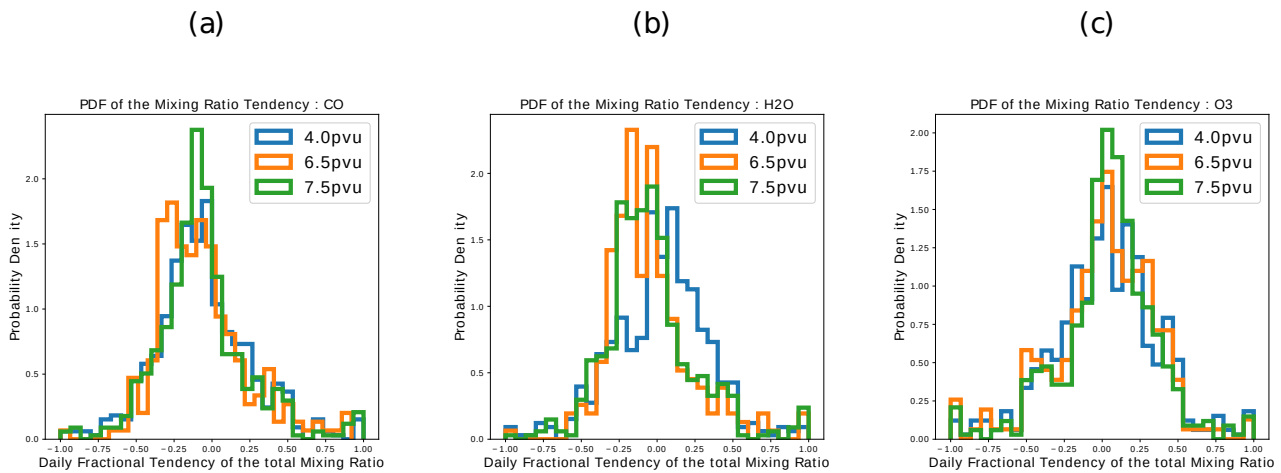 (a)
(b)
(c)
PDF of the Mixing Ratio Tendency : CO
4.0pvu
6.5pvu
7.5pvu
Probability Den ity
2.0
1.5
1.0
0.5
0.0
−1.00 −0.75 −0.50 −0.25 0.00 0.25 0.50 0.75 1.00
Daily Fractional Tendency of the total Mixing Ratio
PDF of the Mixing Ratio Tendency : H2O
4.0pvu
6.5pvu
7.5pvu
Probability Den ity
2.0
1.5
1.0
0.5
0.0
−1.00 −0.75 −0.50 −0.25 0.00 0.25 0.50 0.75 1.00
Daily Fractional Tendency of the total Mixing Ratio
PDF of the Mixing Ratio Tendency : O3
4.0pvu
6.5pvu
7.5pvu
Probability Den ity
2.00
1.75
1.50
1.25
1.00
0.75
0.50
0.25
0.00
−1.00 −0.75 −0.50 −0.25 0.00 0.25 0.50 0.75 1.00
Daily Fractional Tendency of the total Mixing Ratio